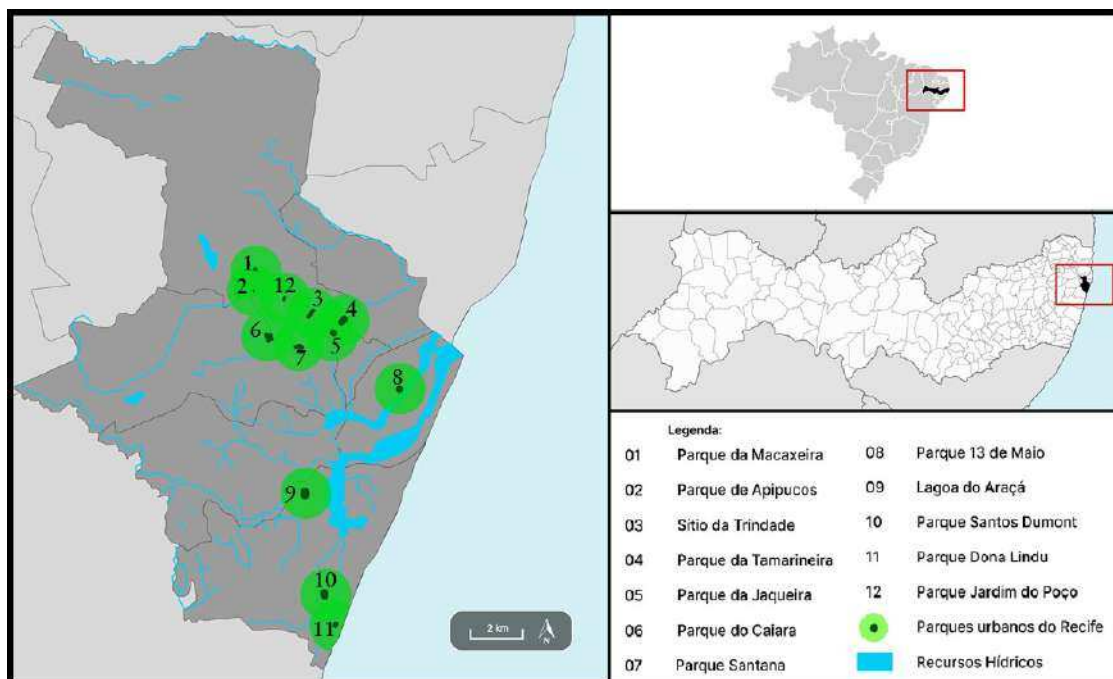 1
2
12
3
4
6
5
7
8
9
10
11
2 km
N
Legenda:
01 Parque da Macaxeira
02 Parque de Apipucos
03 Sítio da Trindade
04 Parque da Tamarineira
05 Parque da Jaqueira
06 Parque do Caiara
07 Parque Santana
08 Parque 13 de Maio
09 Lagoa do Araçá
10 Parque Santos Dumont
11 Parque Dona Lindu
12 Parque Jardim do Poço
Parques urbanos do Recife
Recursos Hídricos